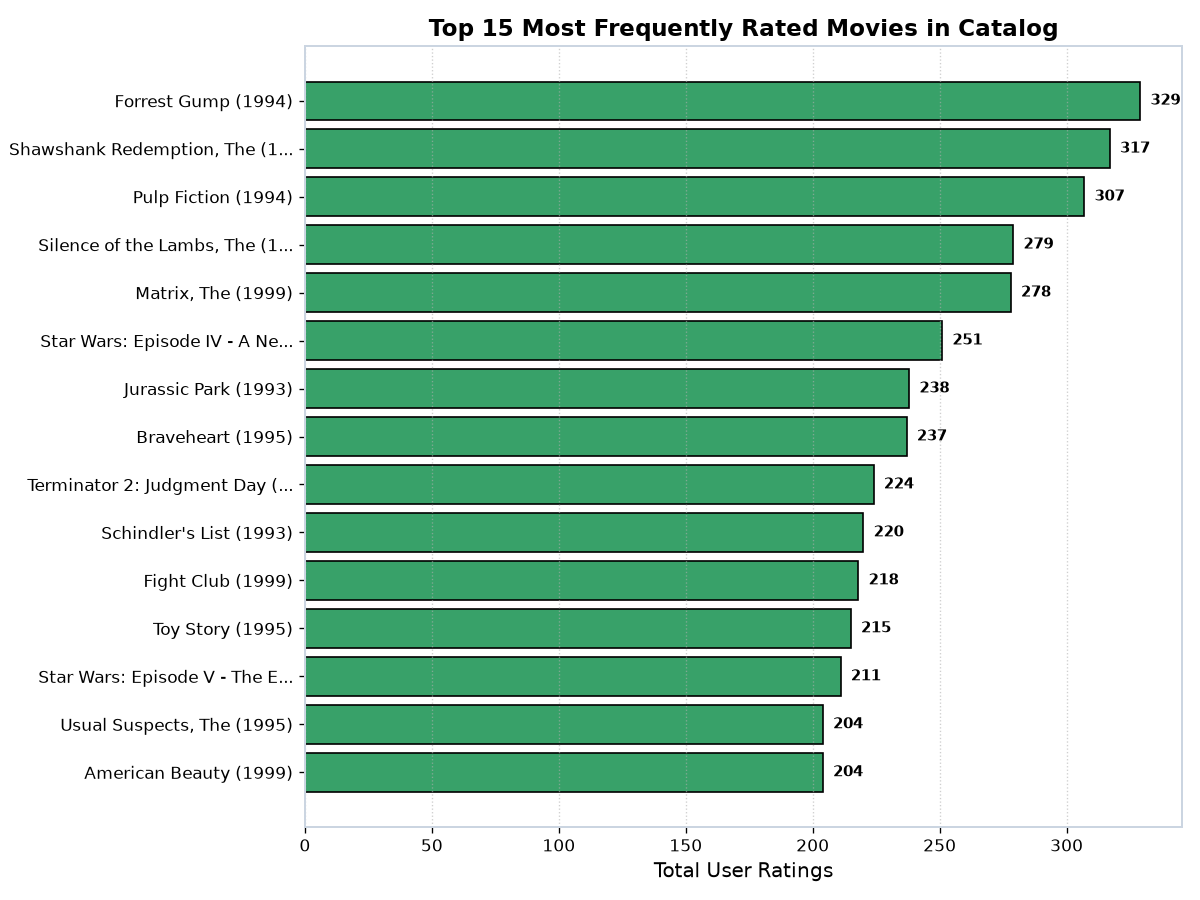 Top 15 Most Frequently Rated Movies in Catalog
Forrest Gump (1994) 329
Shawshank Redemption, The (1... 317
Pulp Fiction (1994) 307
Silence of the Lambs, The (1... 279
Matrix, The (1999) 278
Star Wars: Episode IV - A Ne... 251
Jurassic Park (1993) 238
Braveheart (1995) 237
Terminator 2: Judgment Day (... 224
Schindler's List (1993) 220
Fight Club (1999) 218
Toy Story (1995) 215
Star Wars: Episode V - The E... 211
Usual Suspects, The (1995) 204
American Beauty (1999) 204
0 50 100 150 200 250 300
Total User Ratings